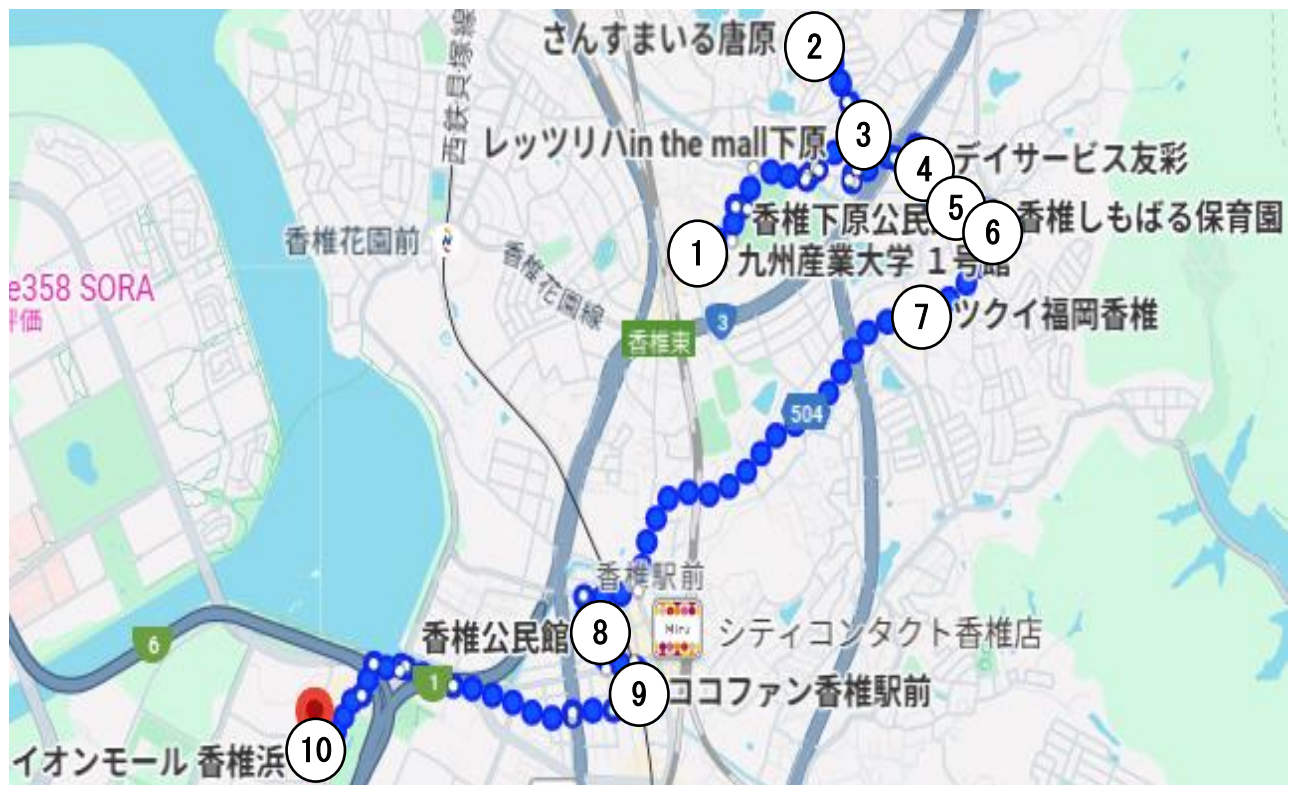 さんすまいる唐原
2
西鉄貝塚線
レッツリハin the mall下原
3
4
デイサービス友彩
5
香椎下原公民
6
香椎しもばる保育園
香椎花園前
1
九州産業大学 1号館
香椎花園線
e358 SORA
評価
3
7
ツクイ福岡香椎
香椎東
504
香椎駅前
Miru
香椎公民館
8
シティコンタクト香椎店
6
1
9
ココファン香椎駅前
イオンモール 香椎浜
10